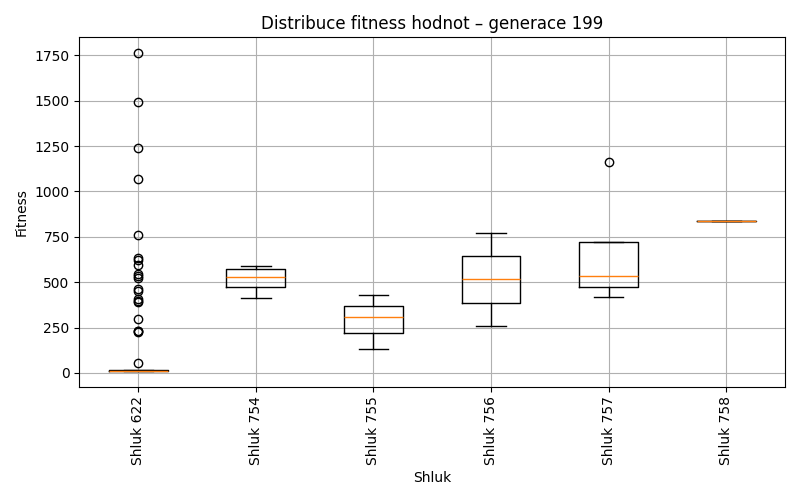 Distribuce fitness hodnot – generace 199
Fitness
1750
1500
1250
1000
750
500
250
0
Shluk 622
Shluk 754
Shluk 755
Shluk 756
Shluk 757
Shluk 758
Shluk